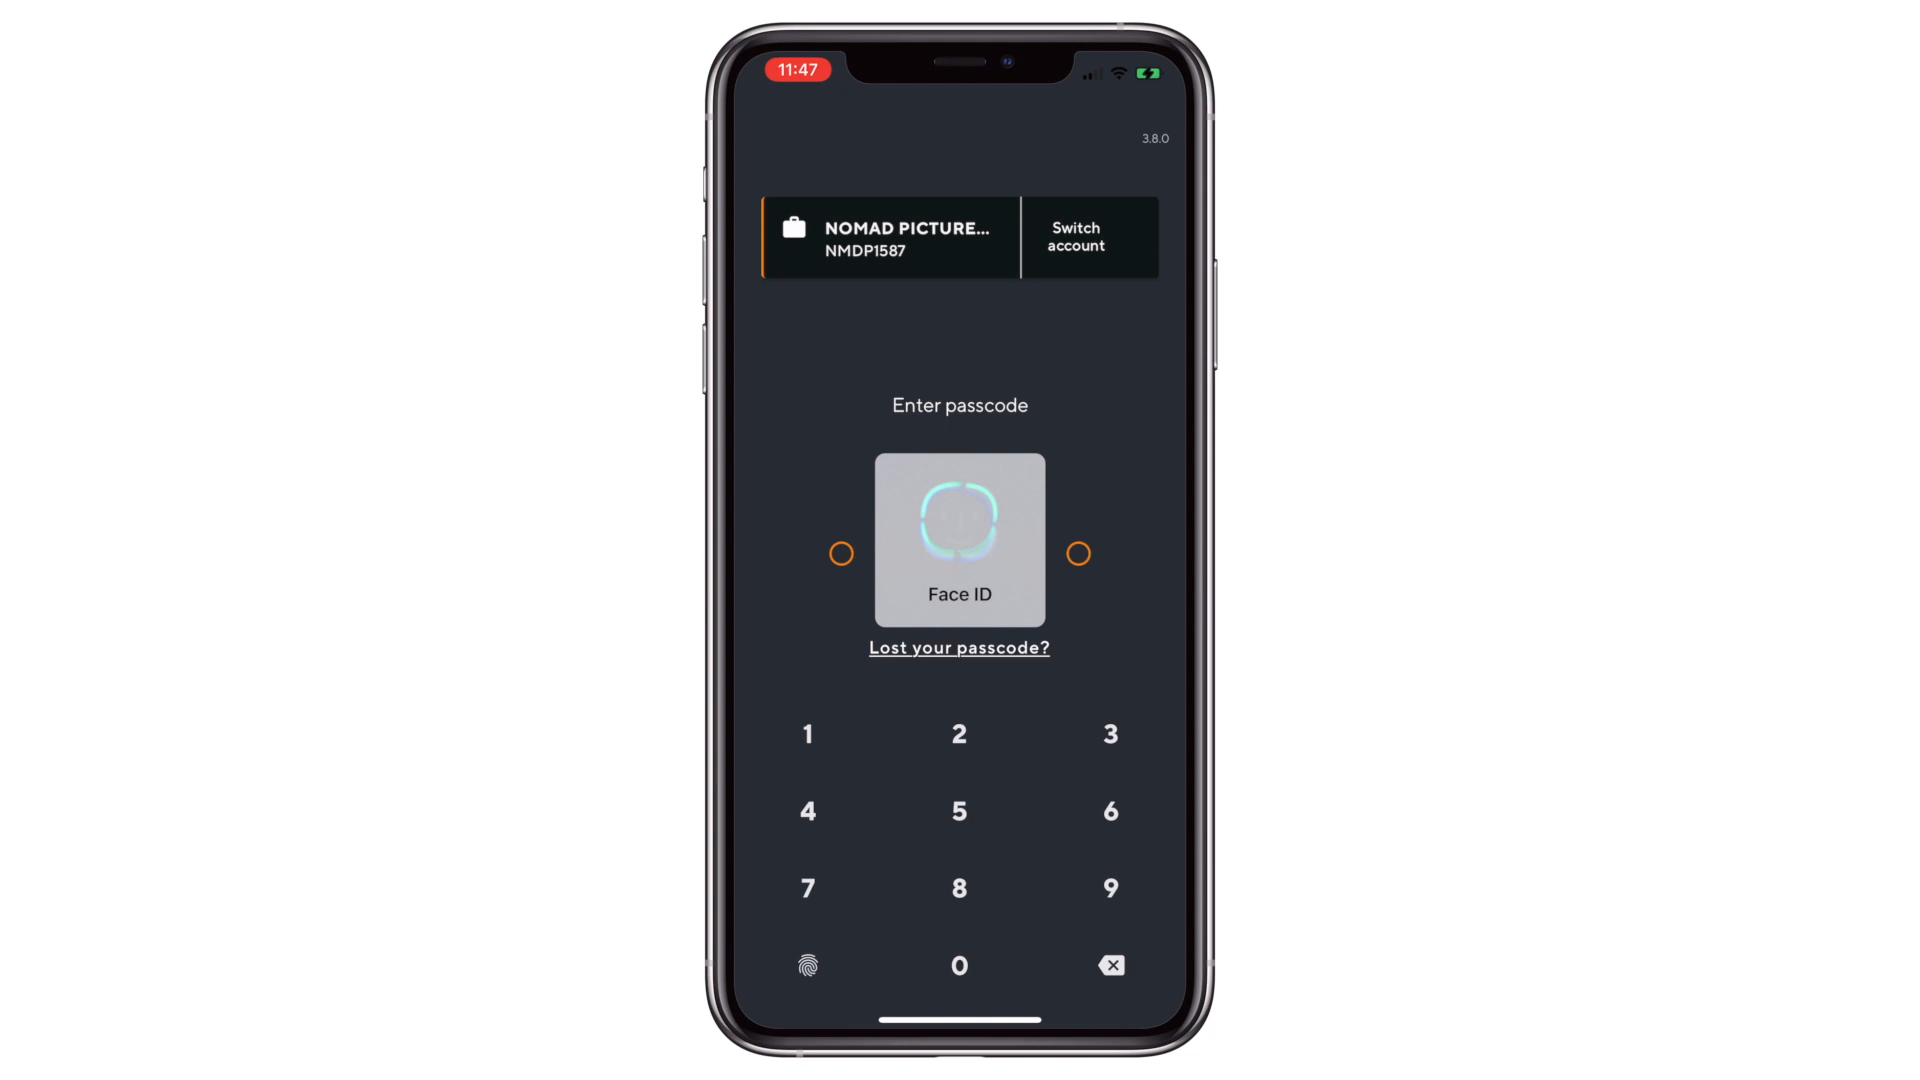 11:47
3.8.0
NOMAD PICTURE...
NMDP1587
Switch
account
Enter passcode
Face ID
Lost your passcode?
1 2 3
4 5 6
7 8 9
0